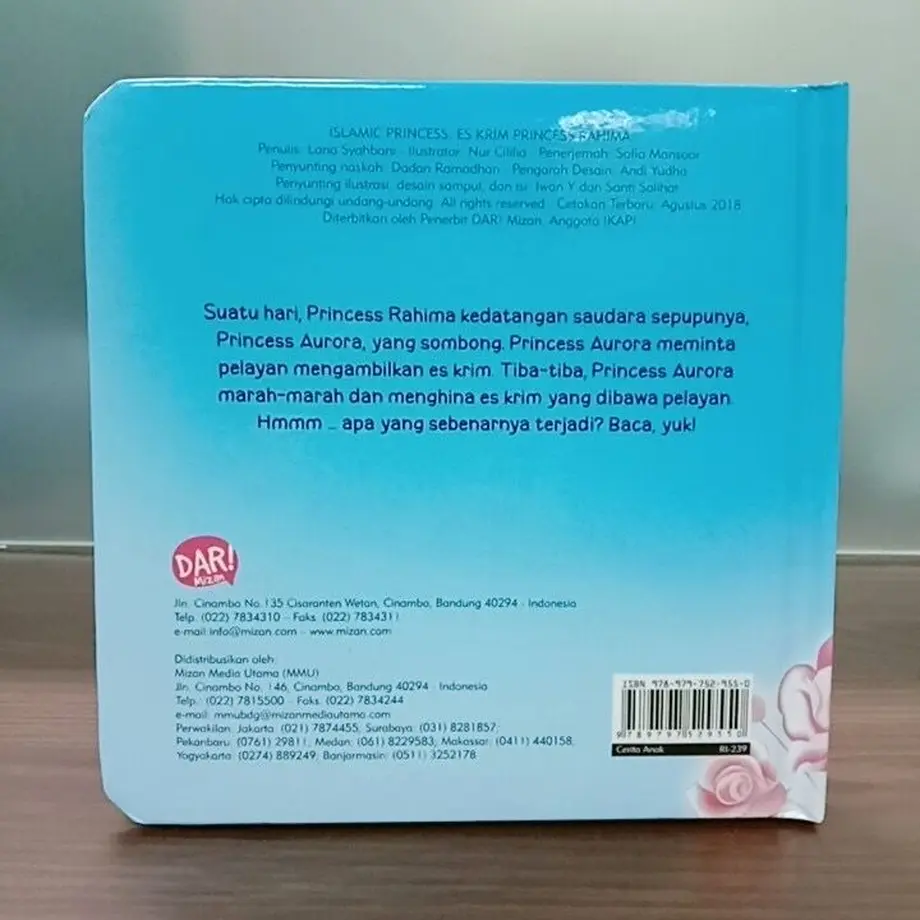 ISLAMIC PRINCESS: ES KRIM PRINCESS RAHIMA
Penulis: Lana Syahbani · Ilustrator: Nur Cililia · Penerjemah: Sofia Mansoor
Penyunting naskah: Dadan Ramadhan · Pengarah Desain: Andi Yudha
Penyunting ilustrasi, desain sampul, dan isi: Iwan Y dan Santi Solihat
Hak cipta dilindungi undang-undang. All rights reserved · Cetakan Terbaru, Agustus 2018
Diterbitkan oleh Penerbit DAR! Mizan, Anggota IKAPI
Suatu hari, Princess Rahima kedatangan saudara sepupunya,
Princess Aurora, yang sombong. Princess Aurora meminta
pelayan mengambilkan es krim. Tiba-tiba, Princess Aurora
marah-marah dan menghina es krim yang dibawa pelayan.
Hmmm ... apa yang sebenarnya terjadi? Baca, yuk!
DAR!
Mizan
Jln. Cinambo No. 135 Cisaranten Wetan, Cinambo, Bandung 40294 - Indonesia
Telp. (022) 7834310 - Faks. (022) 7834311
e-mail:info@mizan.com - www.mizan.com
Didistribusikan oleh:
Mizan Media Utama (MMU)
Jln. Cinambo No. 146, Cinambo, Bandung 40294 - Indonesia
Telp.: (022) 7815500 - Faks. (022) 7834244
e-mail: mmubdg@mizanmediautama.com
Perwakilan: Jakarta: (021) 7874455, Surabaya: (031) 8281857;
Pekanbaru: (0761) 29811, Medan: (061) 8229583, Makassar: (0411) 440158,
Yogyakarta: (0274) 889249, Banjarmasin: (0511) 3252178
ISBN 978-979-752-955-0
9 789797 529550
Cerita Anak RI-239